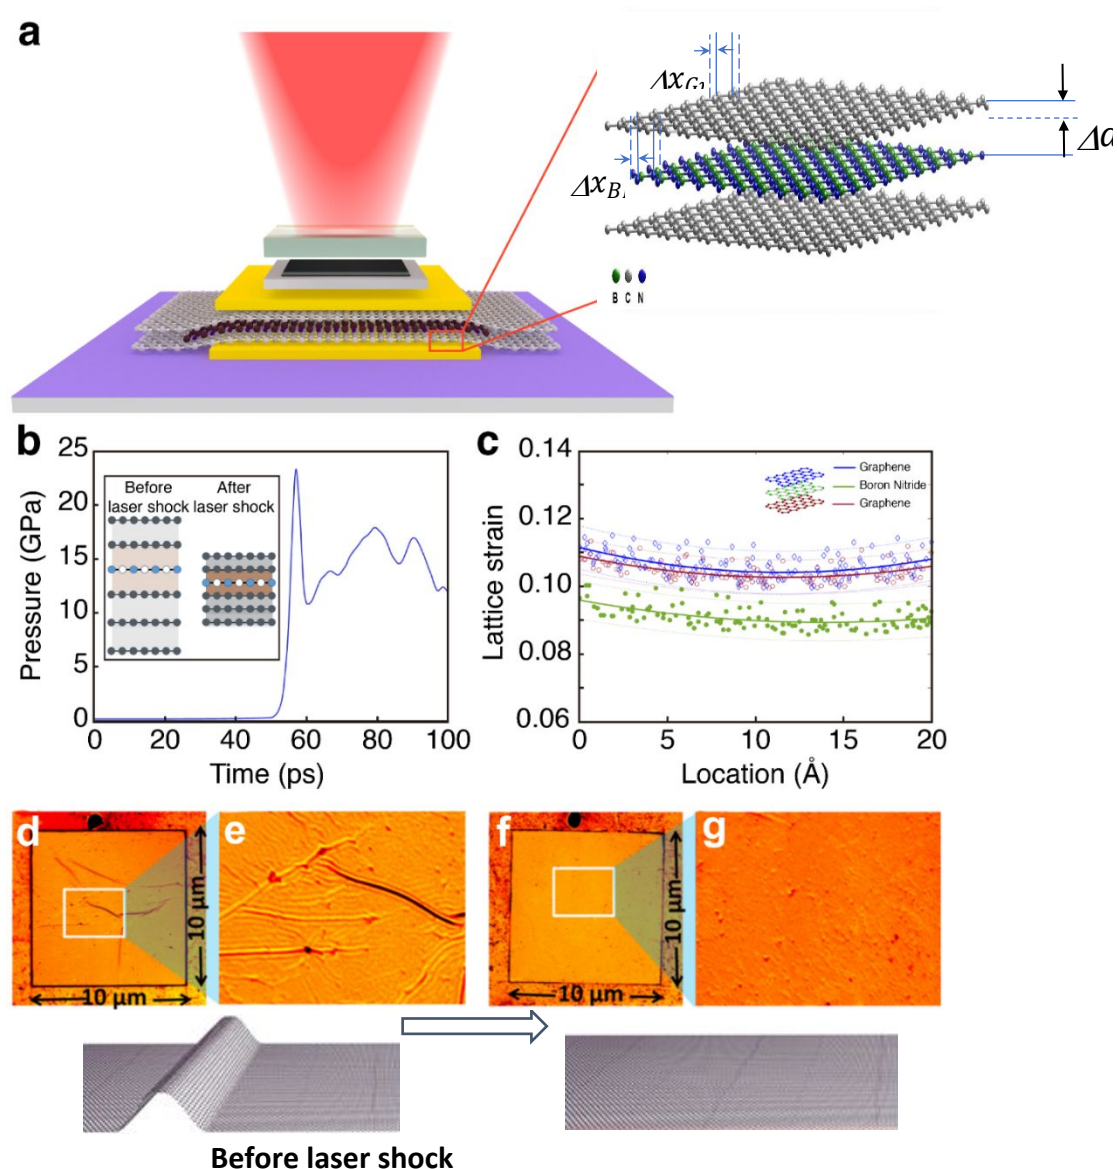 a
Δx
Δx
Δd
B C N
b
25
20
15
10
5
0
Pressure (GPa)
Before
laser shock
After
laser shock
0 20 40 60 80 100
Time (ps)
c
0.14
0.12
0.10
0.08
0.06
Lattice strain
Graphene
Boron Nitride
Graphene
0 5 10 15 20
Location (Å)
d
10 µm
10 µm
e
f
10 µm
10 µm
g
Before laser shock